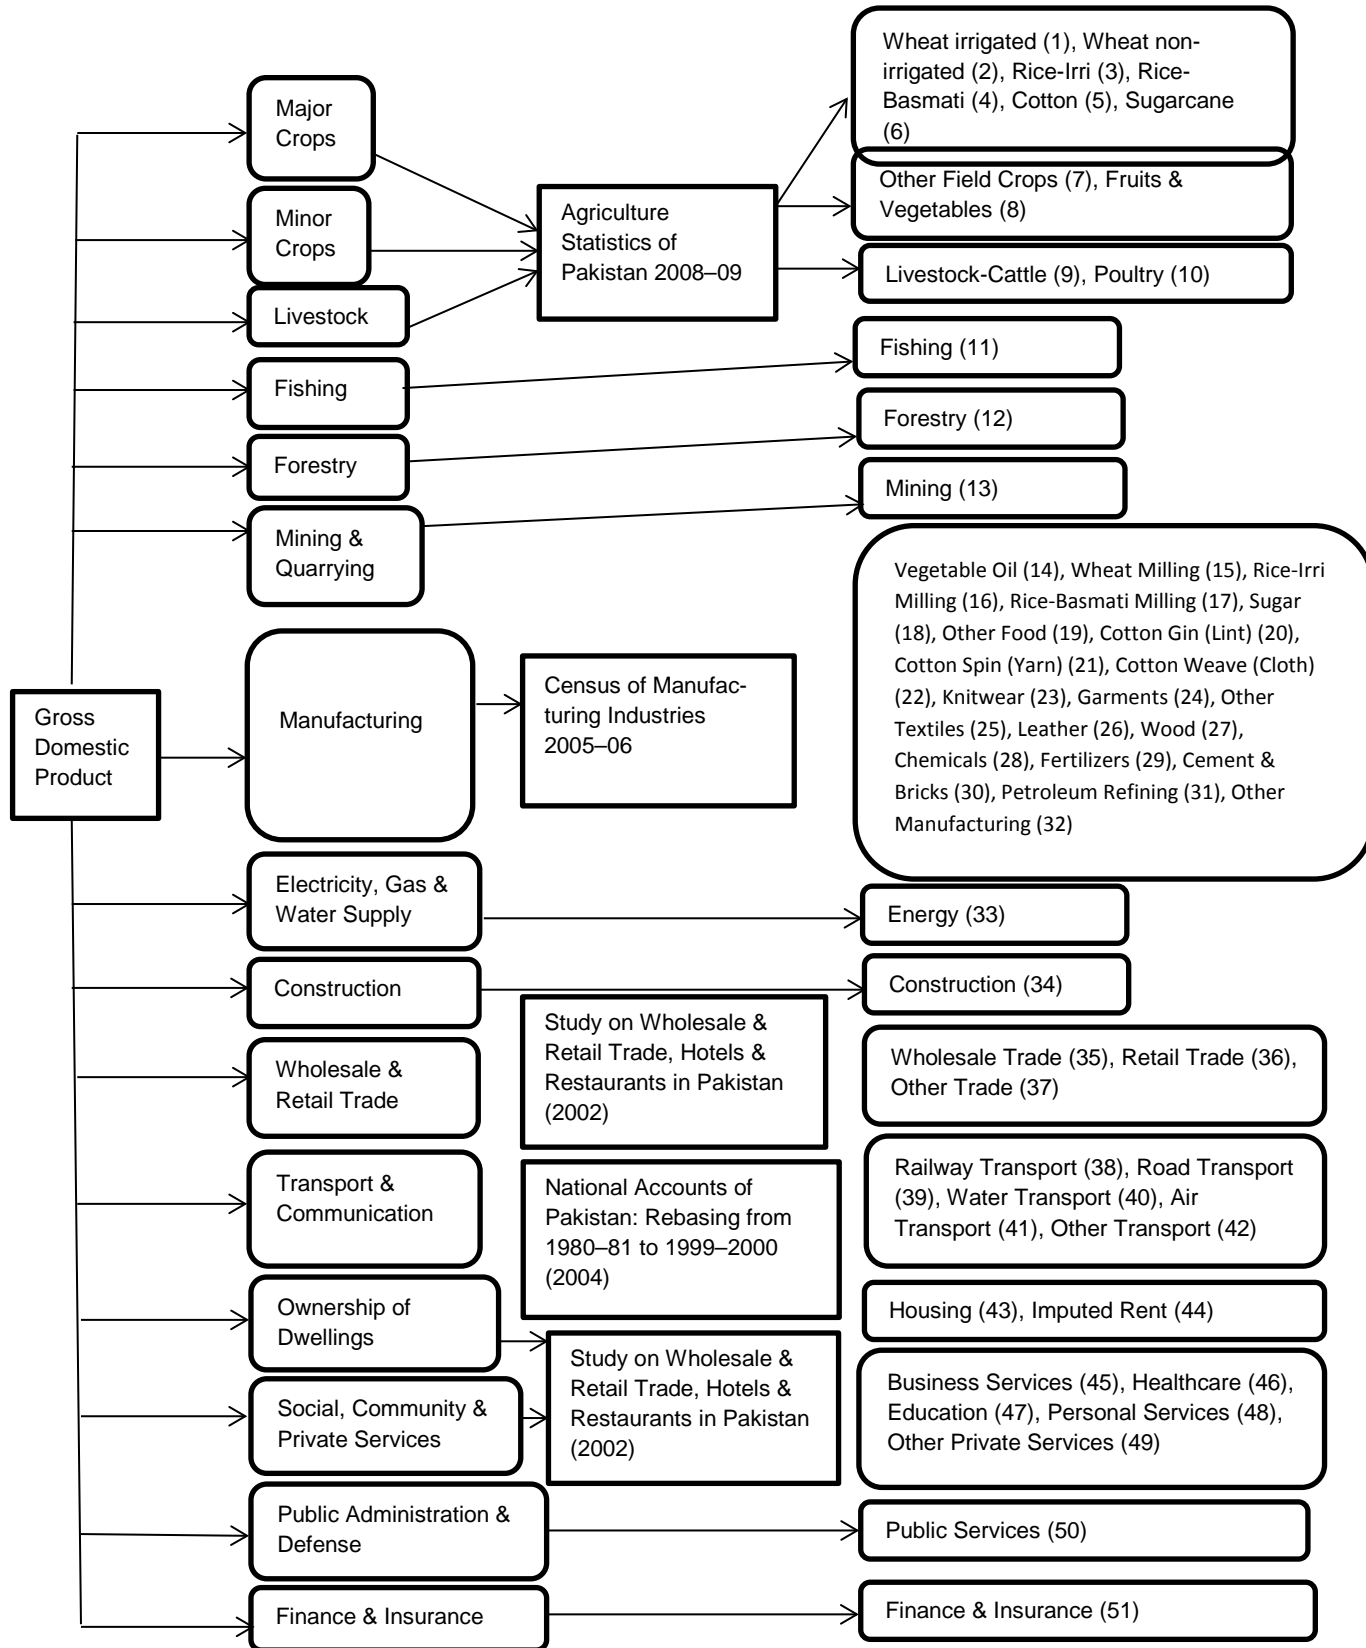 Gross
Domestic
Product
Major
Crops
Minor
Crops
Livestock
Fishing
Forestry
Mining &
Quarrying
Manufacturing
Electricity, Gas &
Water Supply
Construction
Wholesale &
Retail Trade
Transport &
Communication
Ownership of
Dwellings
Social, Community &
Private Services
Public Administration &
Defense
Finance & Insurance
Agriculture
Statistics of
Pakistan 2008–09
Census of Manufac-
turing Industries
2005–06
Study on Wholesale &
Retail Trade, Hotels &
Restaurants in Pakistan
(2002)
National Accounts of
Pakistan: Rebasing from
1980–81 to 1999–2000
(2004)
Study on Wholesale &
Retail Trade, Hotels &
Restaurants in Pakistan
(2002)
Wheat irrigated (1), Wheat non-
irrigated (2), Rice-Irri (3), Rice-
Basmati (4), Cotton (5), Sugarcane
(6)
Other Field Crops (7), Fruits &
Vegetables (8)
Livestock-Cattle (9), Poultry (10)
Fishing (11)
Forestry (12)
Mining (13)
Vegetable Oil (14), Wheat Milling (15), Rice-Irri
Milling (16), Rice-Basmati Milling (17), Sugar
(18), Other Food (19), Cotton Gin (Lint) (20),
Cotton Spin (Yarn) (21), Cotton Weave (Cloth)
(22), Knitwear (23), Garments (24), Other
Textiles (25), Leather (26), Wood (27),
Chemicals (28), Fertilizers (29), Cement &
Bricks (30), Petroleum Refining (31), Other
Manufacturing (32)
Energy (33)
Construction (34)
Wholesale Trade (35), Retail Trade (36),
Other Trade (37)
Railway Transport (38), Road Transport
(39), Water Transport (40), Air
Transport (41), Other Transport (42)
Housing (43), Imputed Rent (44)
Business Services (45), Healthcare (46),
Education (47), Personal Services (48),
Other Private Services (49)
Public Services (50)
Finance & Insurance (51)